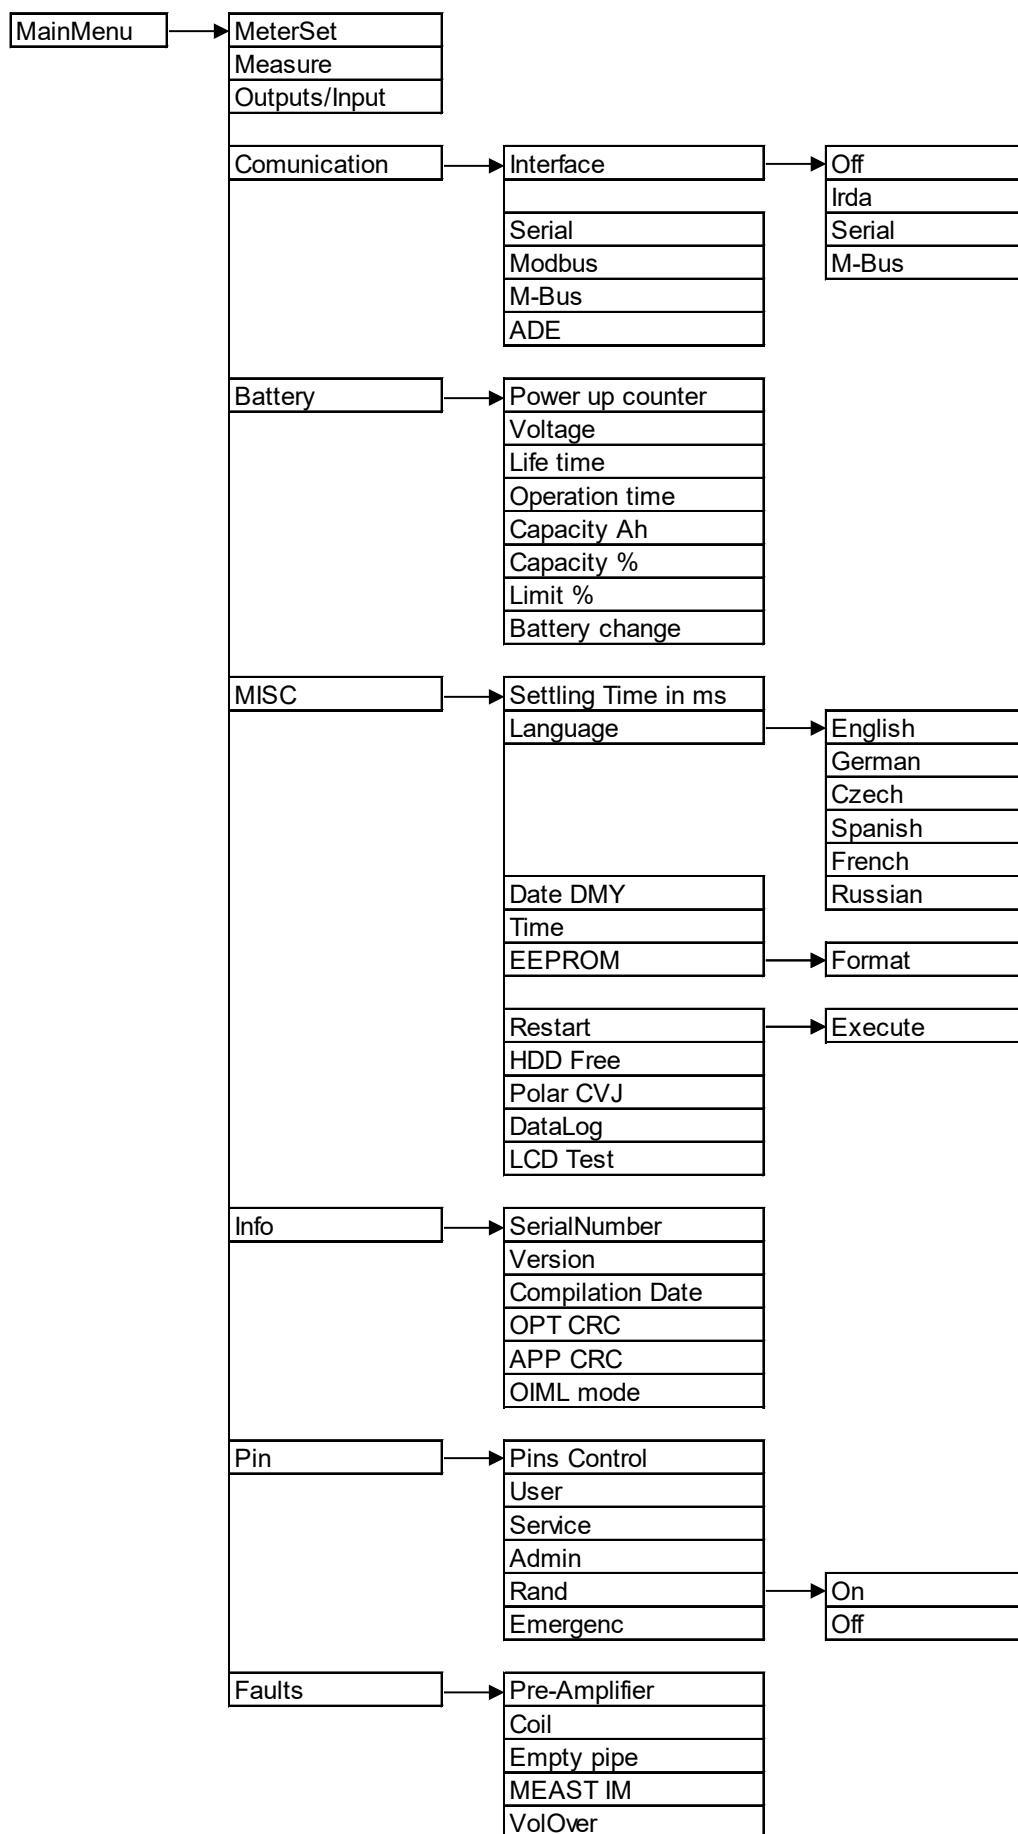 MainMenu MeterSet
Measure
Outputs/Input
Comunication Interface Off
Irda
Serial Serial
Modbus M-Bus
M-Bus
ADE
Battery Power up counter
Voltage
Life time
Operation time
Capacity Ah
Capacity %
Limit %
Battery change
MISC Settling Time in ms
Language English
German
Czech
Spanish
French
Date DMY Russian
Time
EEPROM Format
Restart Execute
HDD Free
Polar CVJ
DataLog
LCD Test
Info SerialNumber
Version
Compilation Date
OPT CRC
APP CRC
OIML mode
Pin Pins Control
User
Service
Admin
Rand On
Emergenc Off
Faults Pre-Amplifier
Coil
Empty pipe
MEAST IM
VolOver